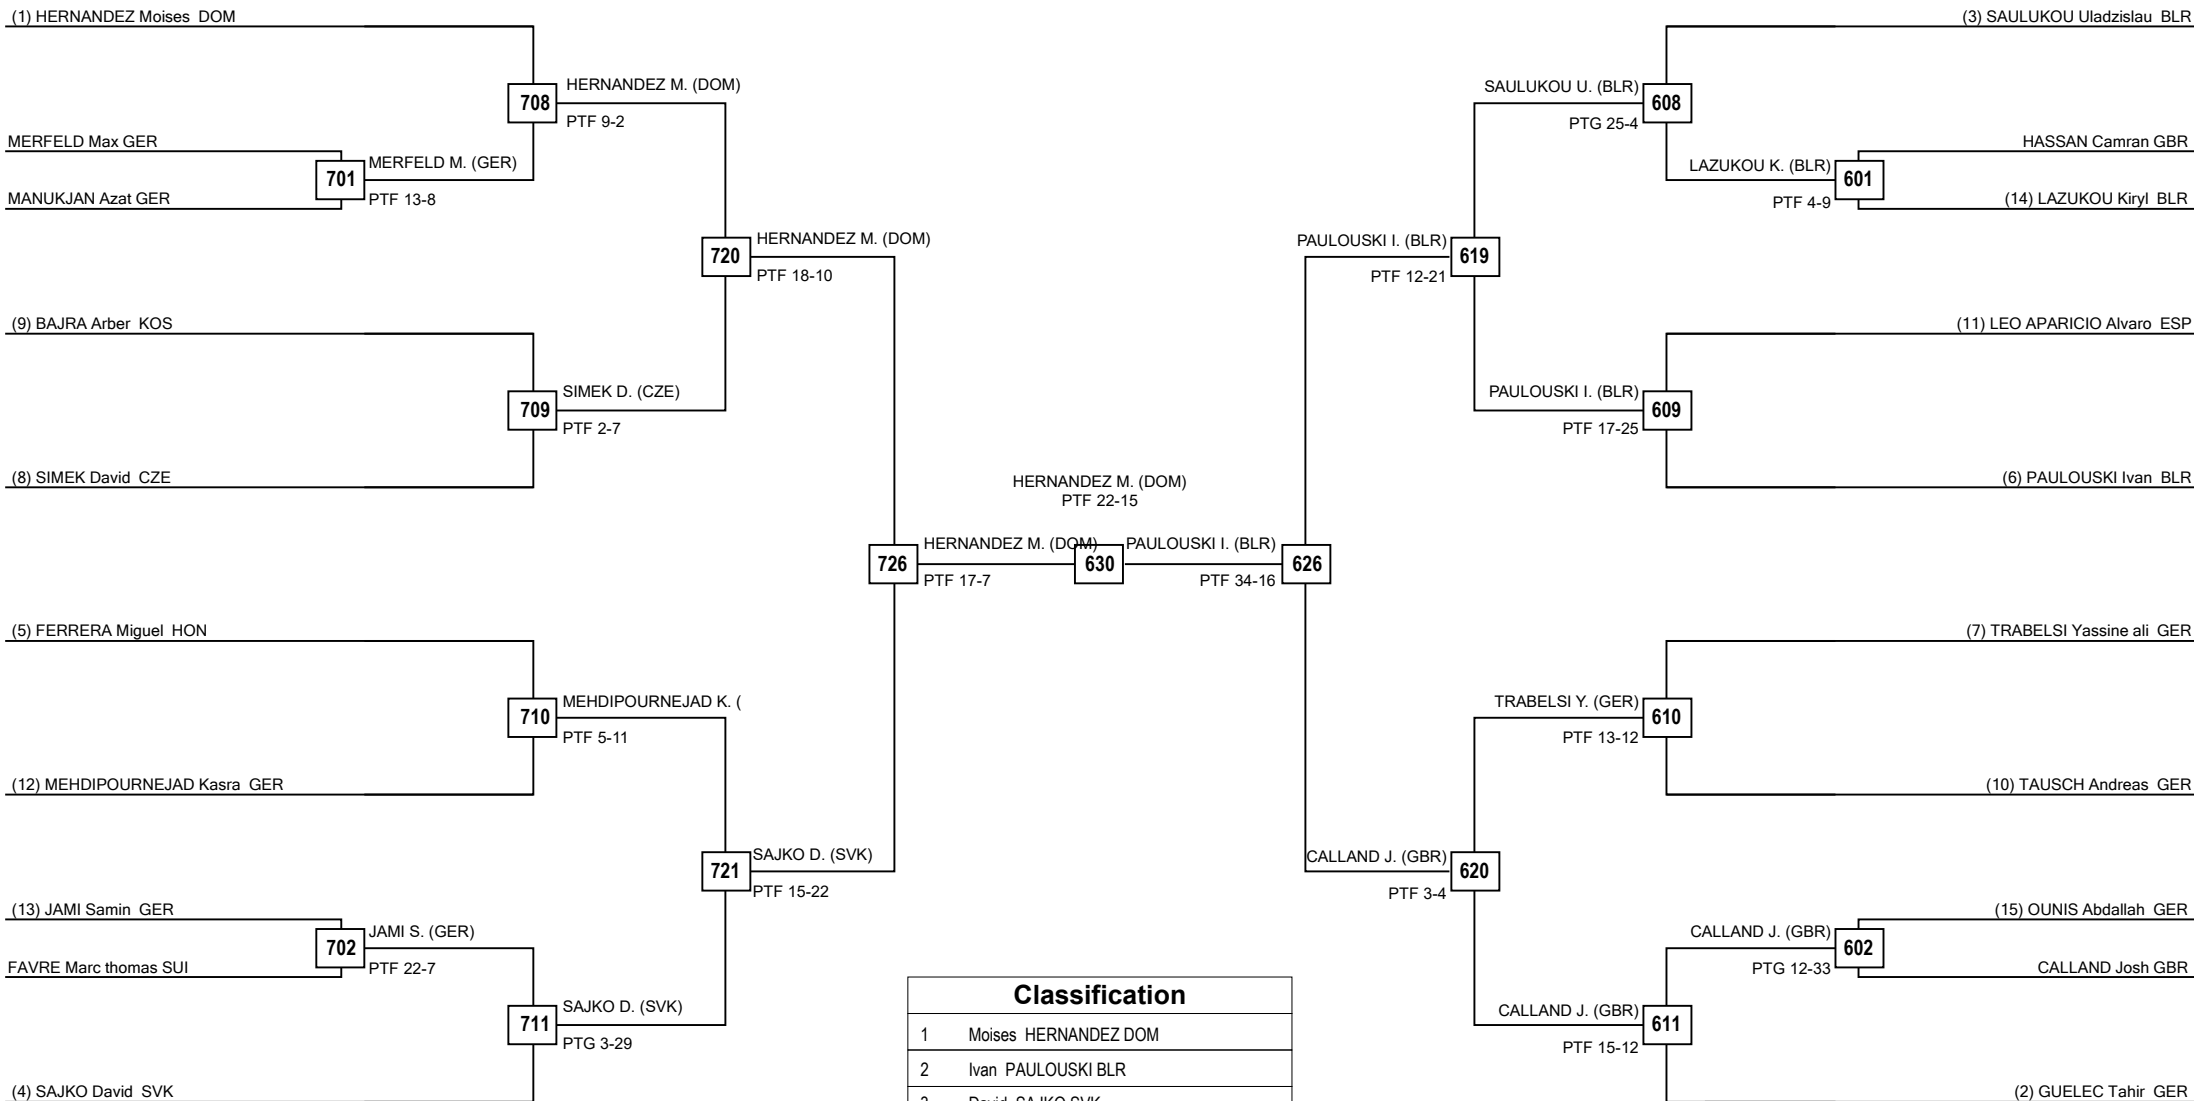 (1) HERNANDEZ Moises DOM
708
HERNANDEZ M. (DOM)
PTF 9-2
MERFELD Max GER
701
MERFELD M. (GER)
PTF 13-8
MANUKJAN Azat GER
720
HERNANDEZ M. (DOM)
PTF 18-10
(9) BAJRA Arber KOS
709
SIMEK D. (CZE)
PTF 2-7
(8) SIMEK David CZE
726
HERNANDEZ M. (DOM)
PTF 17-7
(5) FERRERA Miguel HON
710
MEHDIPOURNEJAD K. (
PTF 5-11
(12) MEHDIPOURNEJAD Kasra GER
721
SAJKO D. (SVK)
PTF 15-22
(13) JAMI Samin GER
702
JAMI S. (GER)
PTF 22-7
FAVRE Marc thomas SUI
711
SAJKO D. (SVK)
PTG 3-29
(4) SAJKO David SVK
HERNANDEZ M. (DOM)
PTF 22-15
630
(3) SAULUKOU Uladzislau BLR
SAULUKOU U. (BLR)
608
PTG 25-4
HASSAN Camran GBR
LAZUKOU K. (BLR)
601
PTF 4-9
(14) LAZUKOU Kiryl BLR
PAULOUSKI I. (BLR)
619
PTF 12-21
(11) LEO APARICIO Alvaro ESP
PAULOUSKI I. (BLR)
609
PTF 17-25
(6) PAULOUSKI Ivan BLR
PAULOUSKI I. (BLR)
626
PTF 34-16
(7) TRABELSI Yassine ali GER
TRABELSI Y. (GER)
610
PTF 13-12
(10) TAUSCH Andreas GER
CALLAND J. (GBR)
620
PTF 3-4
(15) OUNIS Abdallah GER
CALLAND J. (GBR)
602
PTG 12-33
CALLAND Josh GBR
CALLAND J. (GBR)
611
PTF 15-12
(2) GUELEC Tahir GER
Classification
1 Moises HERNANDEZ DOM
2 Ivan PAULOUSKI BLR
3 David SAJKO SVK